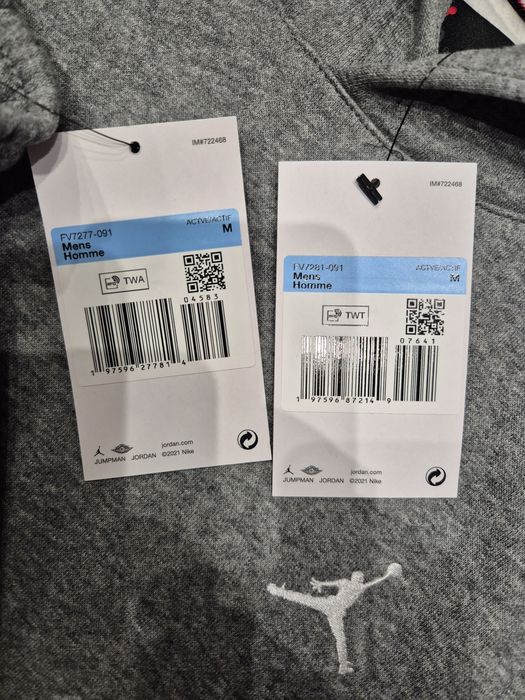 IM#722468
FV7277-091
ACTVE/ACTIF
Mens
M
Homme
TWA
04583
1 97596 27781 4
jordan.com
JUMPMAN JORDAN ©2021 Nike
IM#722468
FV7281-091
ACTVE/ACTIF
Mens
M
Homme
TWT
07641
1 97596 87214 9
jordan.com
JUMPMAN JORDAN ©2021 Nike